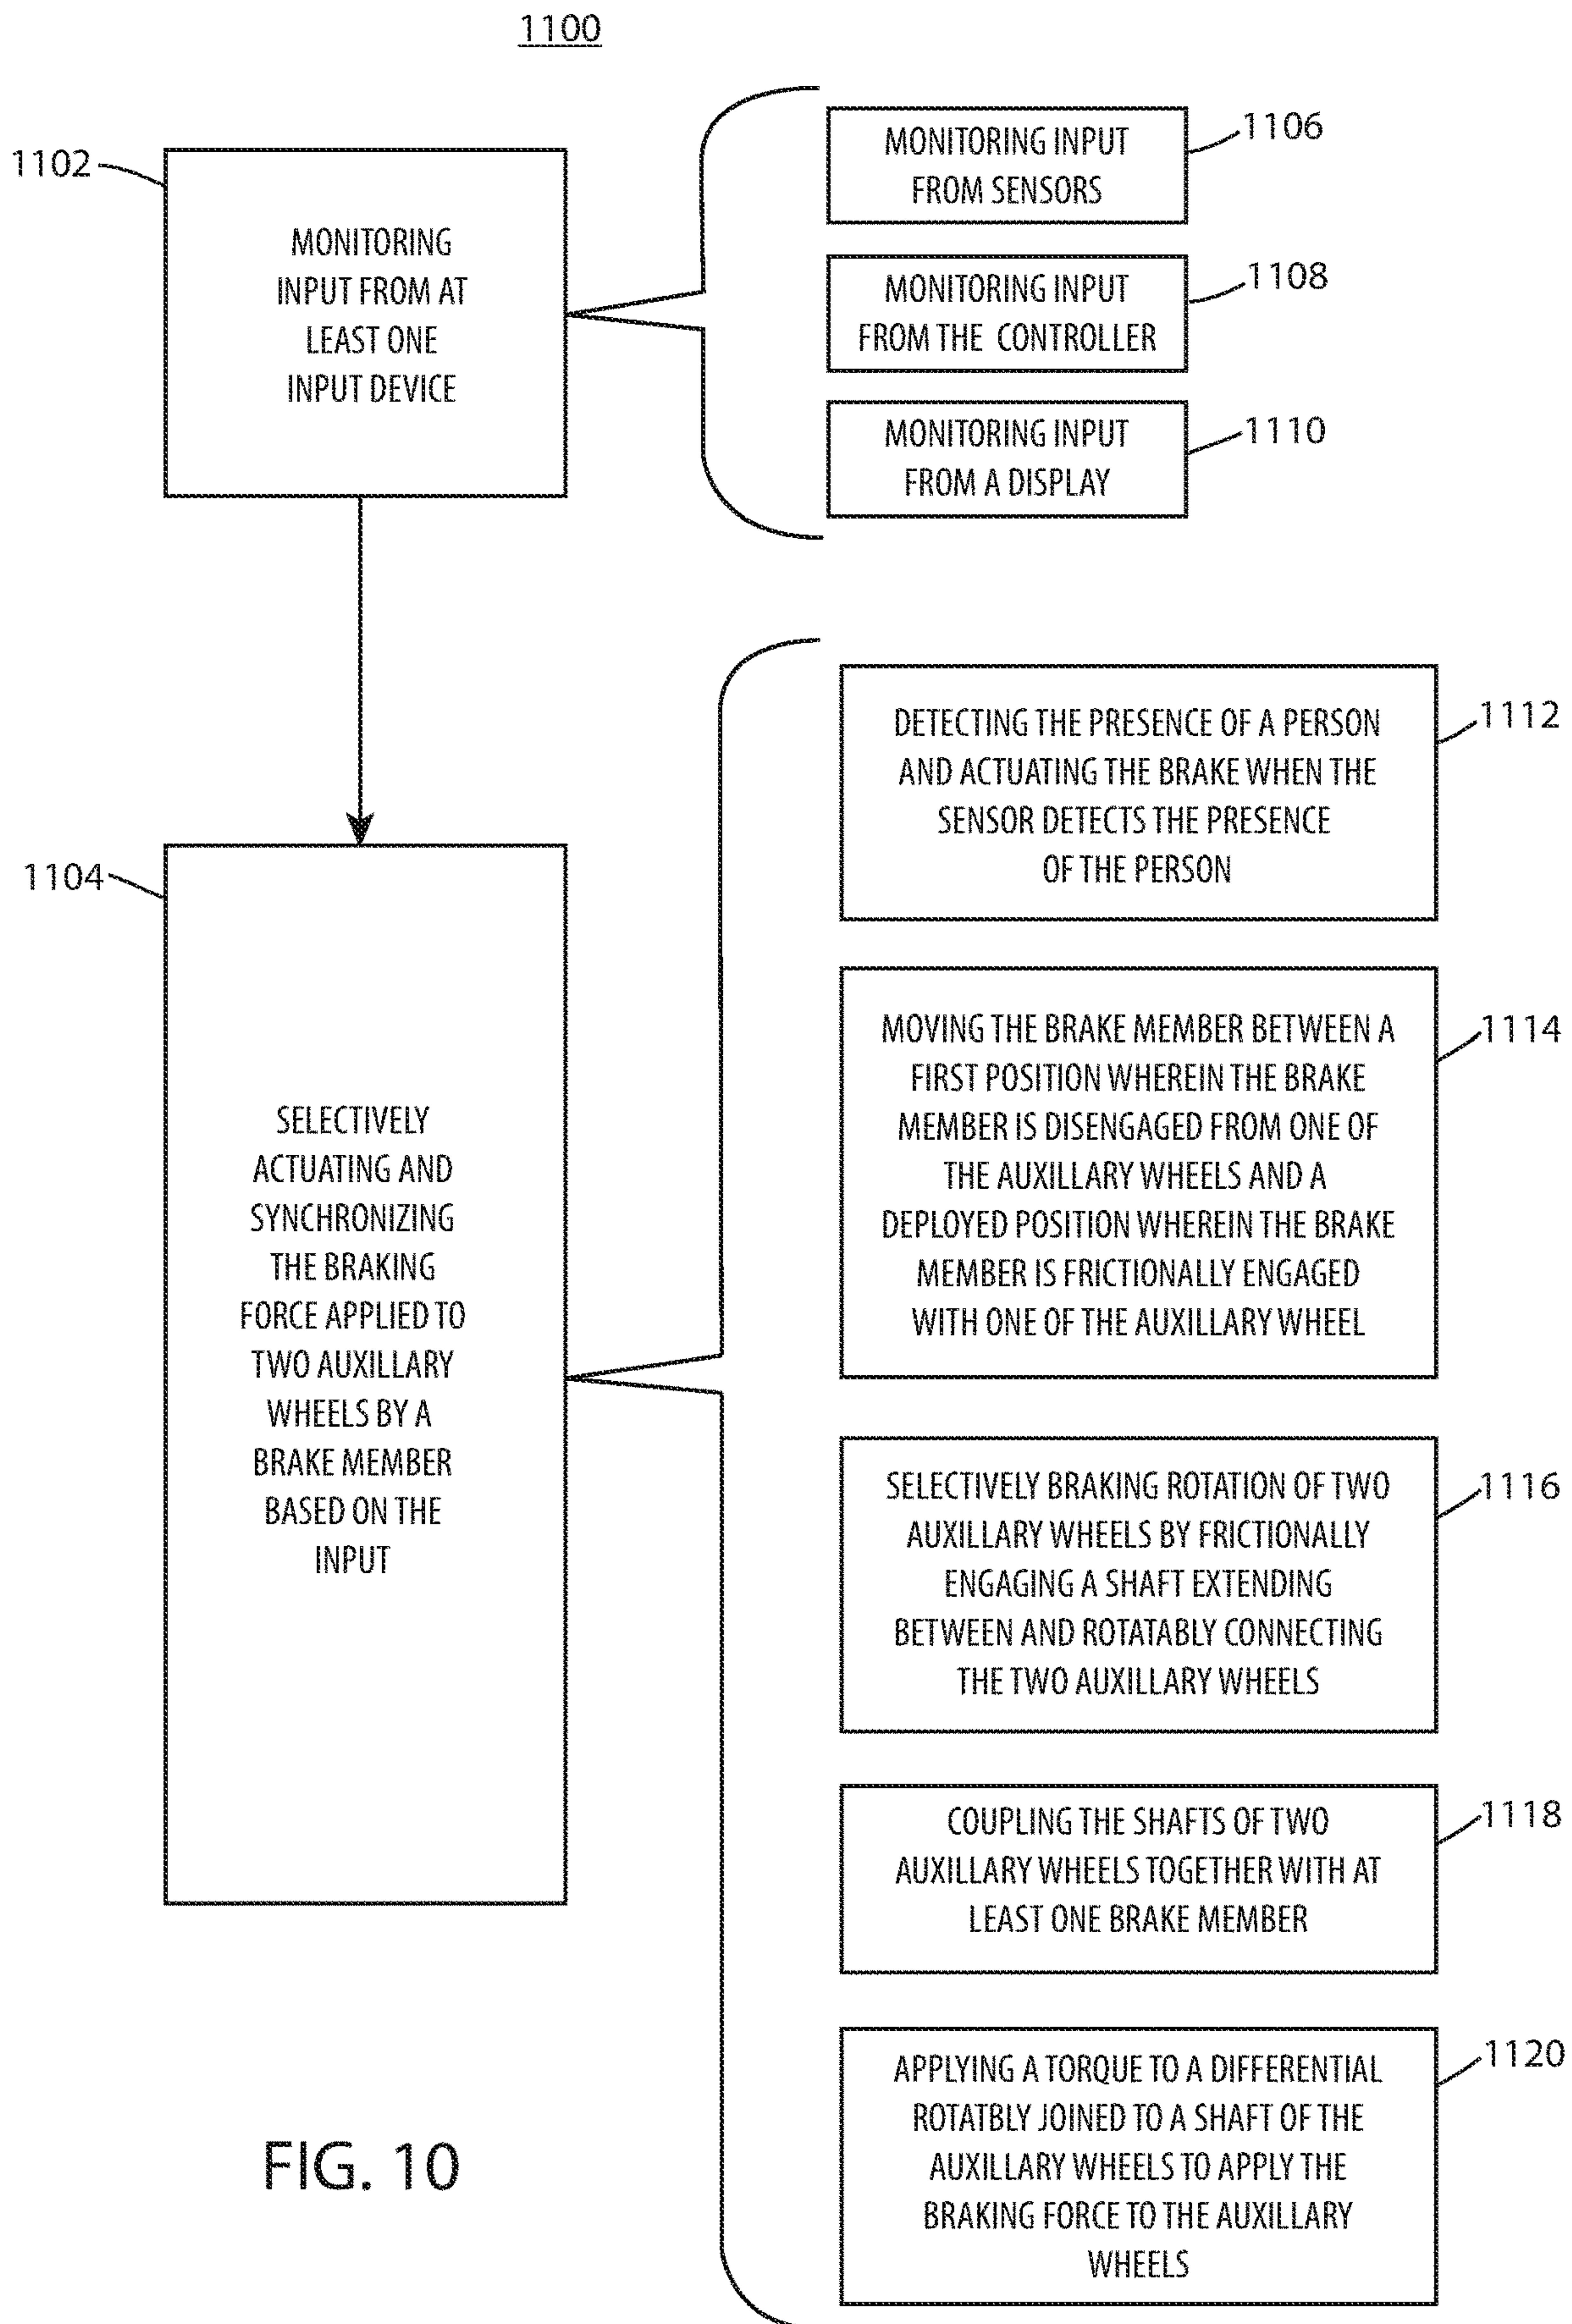 1100
1102
MONITORING
INPUT FROM AT
LEAST ONE
INPUT DEVICE
MONITORING INPUT
FROM SENSORS
1106
MONITORING INPUT
FROM THE CONTROLLER
1108
MONITORING INPUT
FROM A DISPLAY
1110
1104
SELECTIVELY
ACTUATING AND
SYNCHRONIZING
THE BRAKING
FORCE APPLIED TO
TWO AUXILLARY
WHEELS BY A
BRAKE MEMBER
BASED ON THE
INPUT
DETECTING THE PRESENCE OF A PERSON
AND ACTUATING THE BRAKE WHEN THE
SENSOR DETECTS THE PRESENCE
OF THE PERSON
1112
MOVING THE BRAKE MEMBER BETWEEN A
FIRST POSITION WHEREIN THE BRAKE
MEMBER IS DISENGAGED FROM ONE OF
THE AUXILLARY WHEELS AND A
DEPLOYED POSITION WHEREIN THE BRAKE
MEMBER IS FRICTIONALLY ENGAGED
WITH ONE OF THE AUXILLARY WHEEL
1114
SELECTIVELY BRAKING ROTATION OF TWO
AUXILLARY WHEELS BY FRICTIONALLY
ENGAGING A SHAFT EXTENDING
BETWEEN AND ROTATABLY CONNECTING
THE TWO AUXILLARY WHEELS
1116
COUPLING THE SHAFTS OF TWO
AUXILLARY WHEELS TOGETHER WITH AT
LEAST ONE BRAKE MEMBER
1118
APPLYING A TORQUE TO A DIFFERENTIAL
ROTATBLY JOINED TO A SHAFT OF THE
AUXILLARY WHEELS TO APPLY THE
BRAKING FORCE TO THE AUXILLARY
WHEELS
1120
FIG. 10